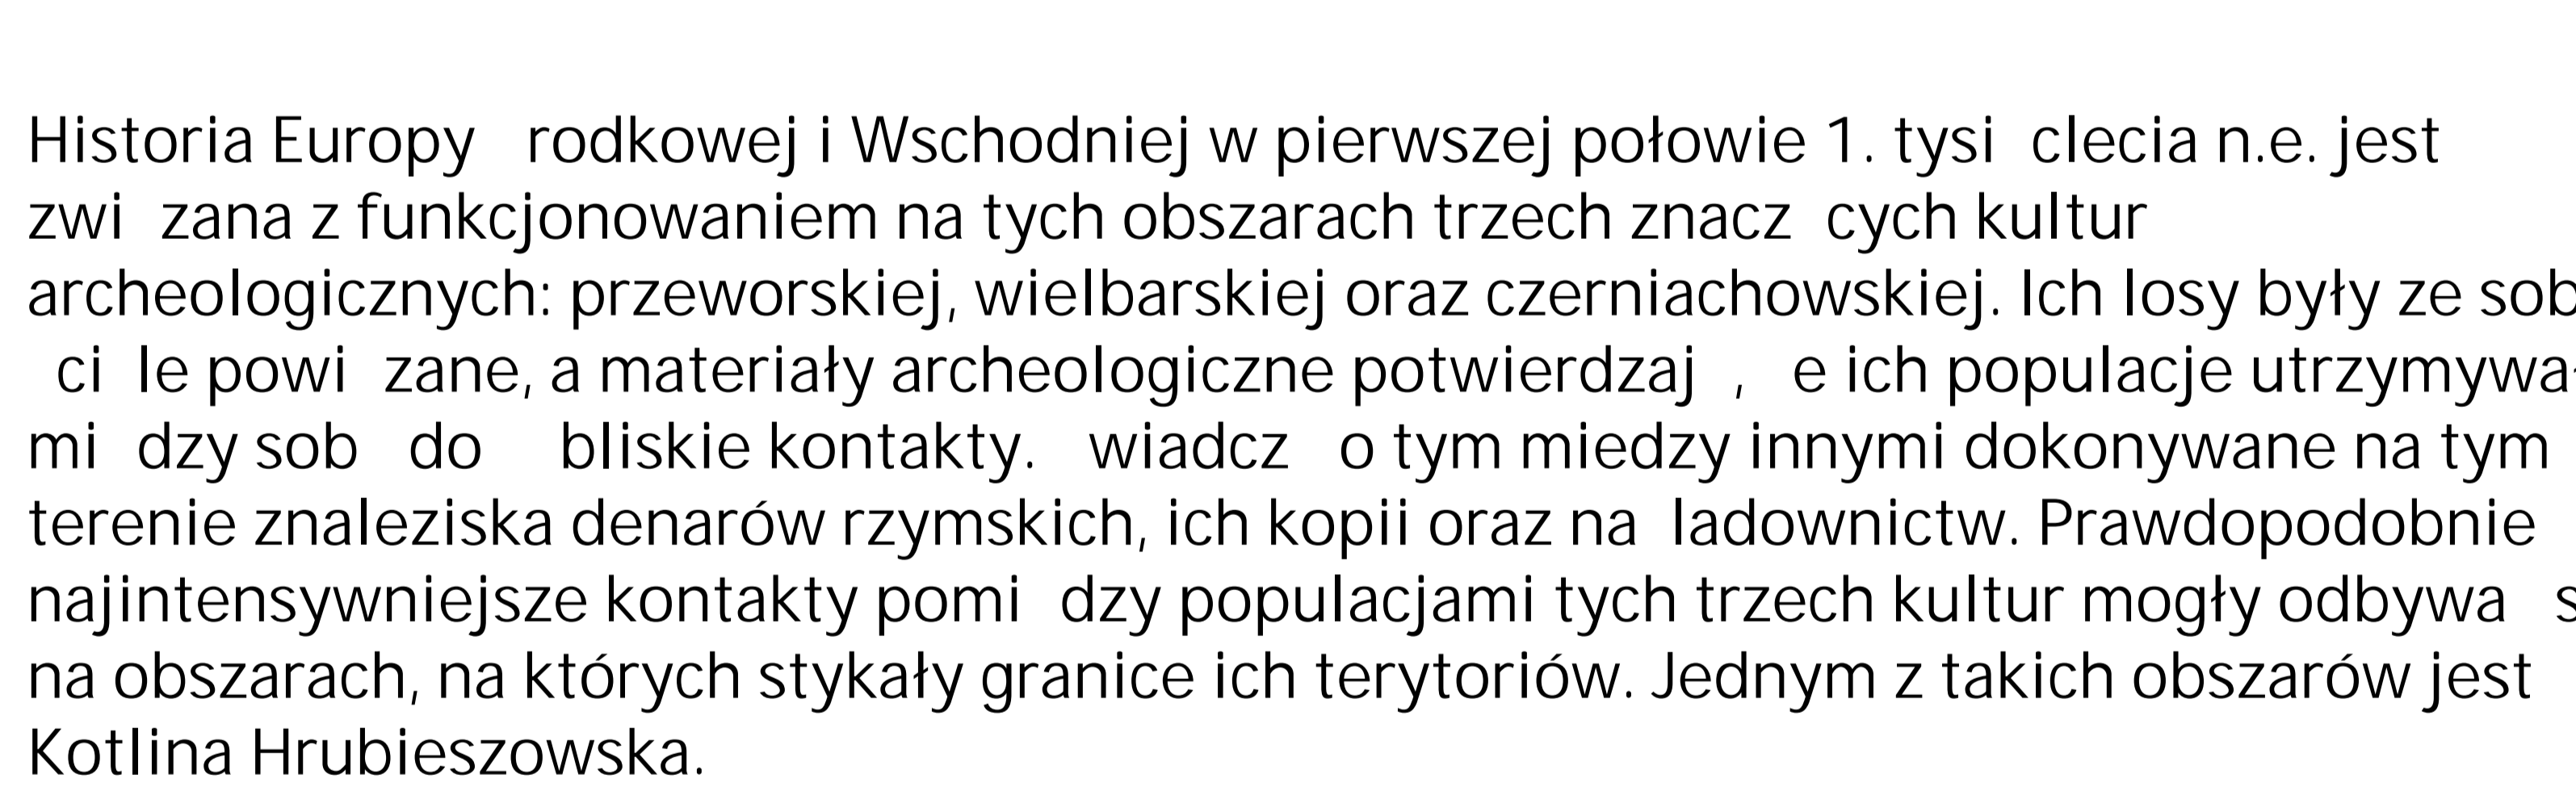 Historia Europy  rodkowej i Wschodniej w pierwszej połowie 1. tysi clecia n.e. jest
zwi zana z funkcjonowaniem na tych obszarach trzech znacz cych kultur
archeologicznych: przeworskiej, wielbarskiej oraz czerniachowskiej. Ich losy były ze sob
ci le powi zane, a materiały archeologiczne potwierdzaj , e ich populacje utrzymywa
mi dzy sob do  bliskie kontakty.  wiadcz o tym miedzy innymi dokonywane na tym
terenie znaleziska denarów rzymskich, ich kopii oraz na ladownictw. Prawdopodobnie
najintensywniejsze kontakty pomi dzy populacjami tych trzech kultur mogły odbywa s
na obszarach, na których stykały granice ich terytoriów. Jednym z takich obszarów jest
Kotlina Hrubieszowska.